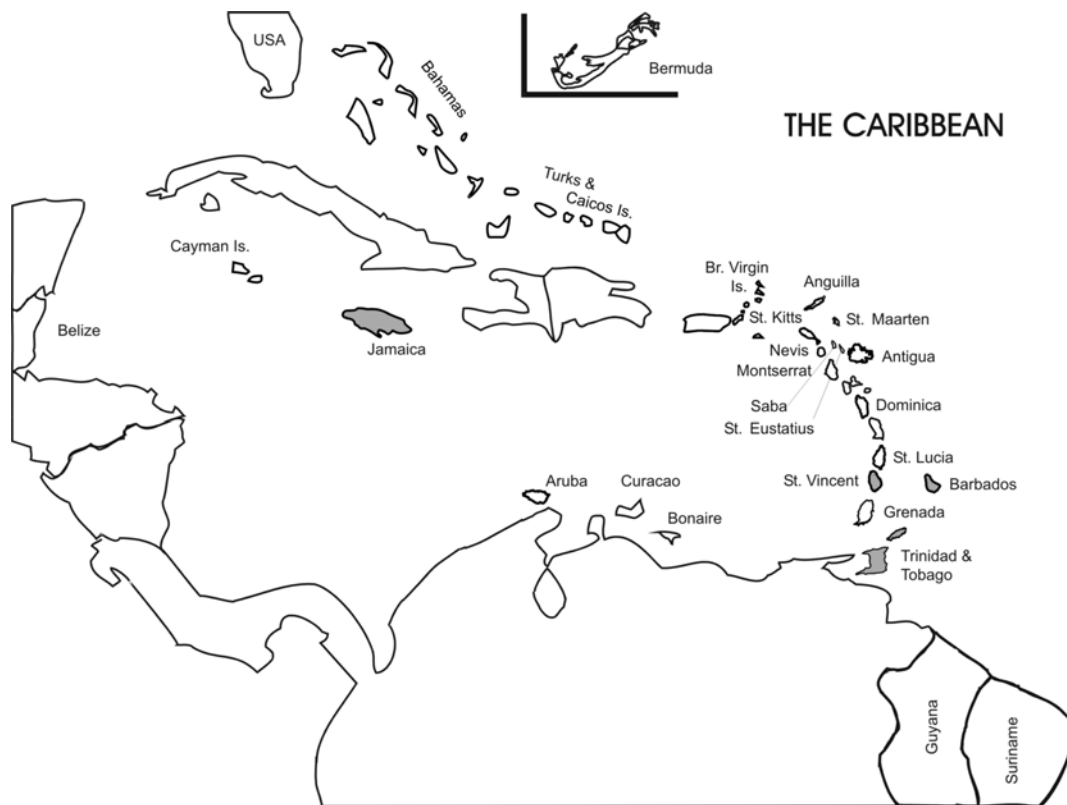 USA
Bahamas
Bermuda
THE CARIBBEAN
Turks &
Caicos Is.
Cayman Is.
Br. Virgin
Is.
Anguilla
Belize
Jamaica
St. Kitts
St. Maarten
Nevis
Antigua
Montserrat
Saba
Dominica
St. Eustatius
St. Lucia
Aruba
Curacao
St. Vincent
Barbados
Bonaire
Grenada
Trinidad &
Tobago
Guyana
Suriname